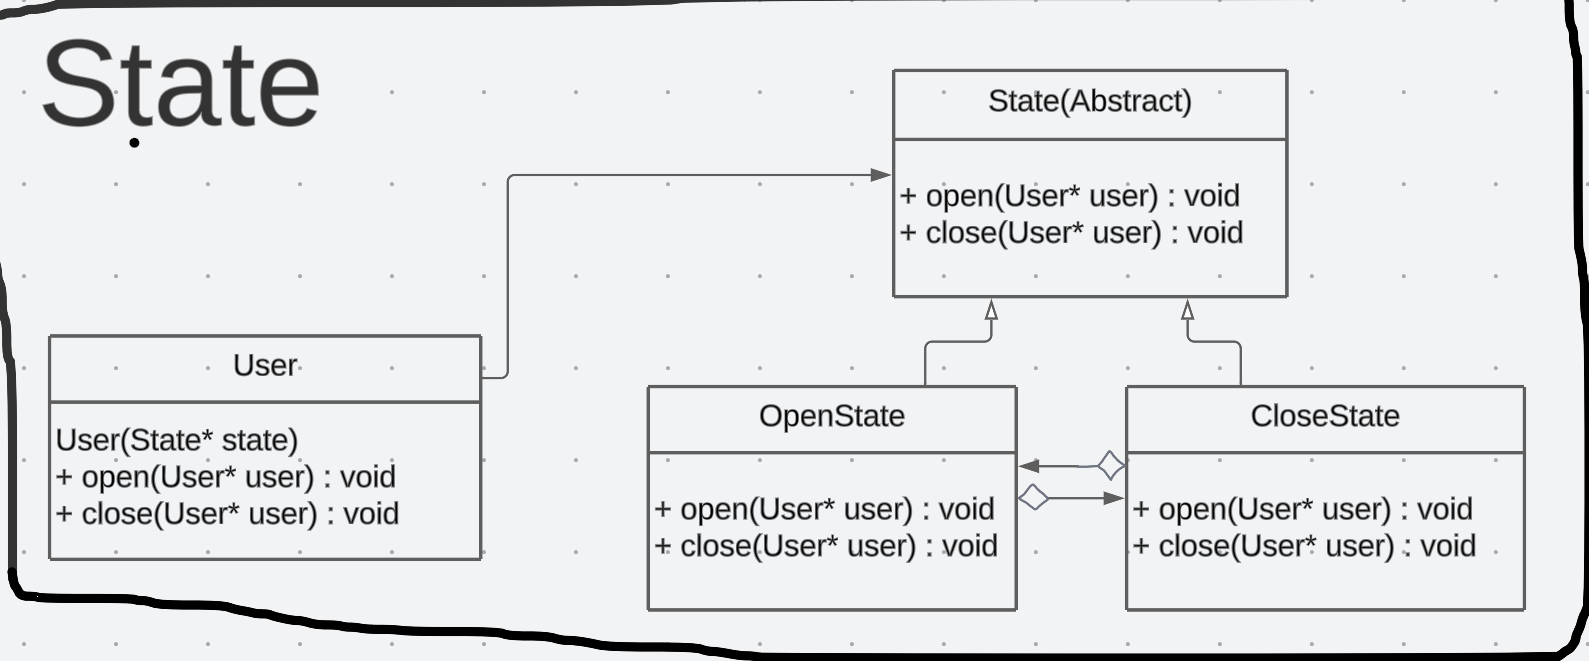 State
State(Abstract)
+ open(User* user) : void
+ close(User* user) : void
User
User(State* state)
+ open(User* user) : void
+ close(User* user) : void
OpenState
+ open(User* user) : void
+ close(User* user) : void
CloseState
+ open(User* user) : void
+ close(User* user) : void